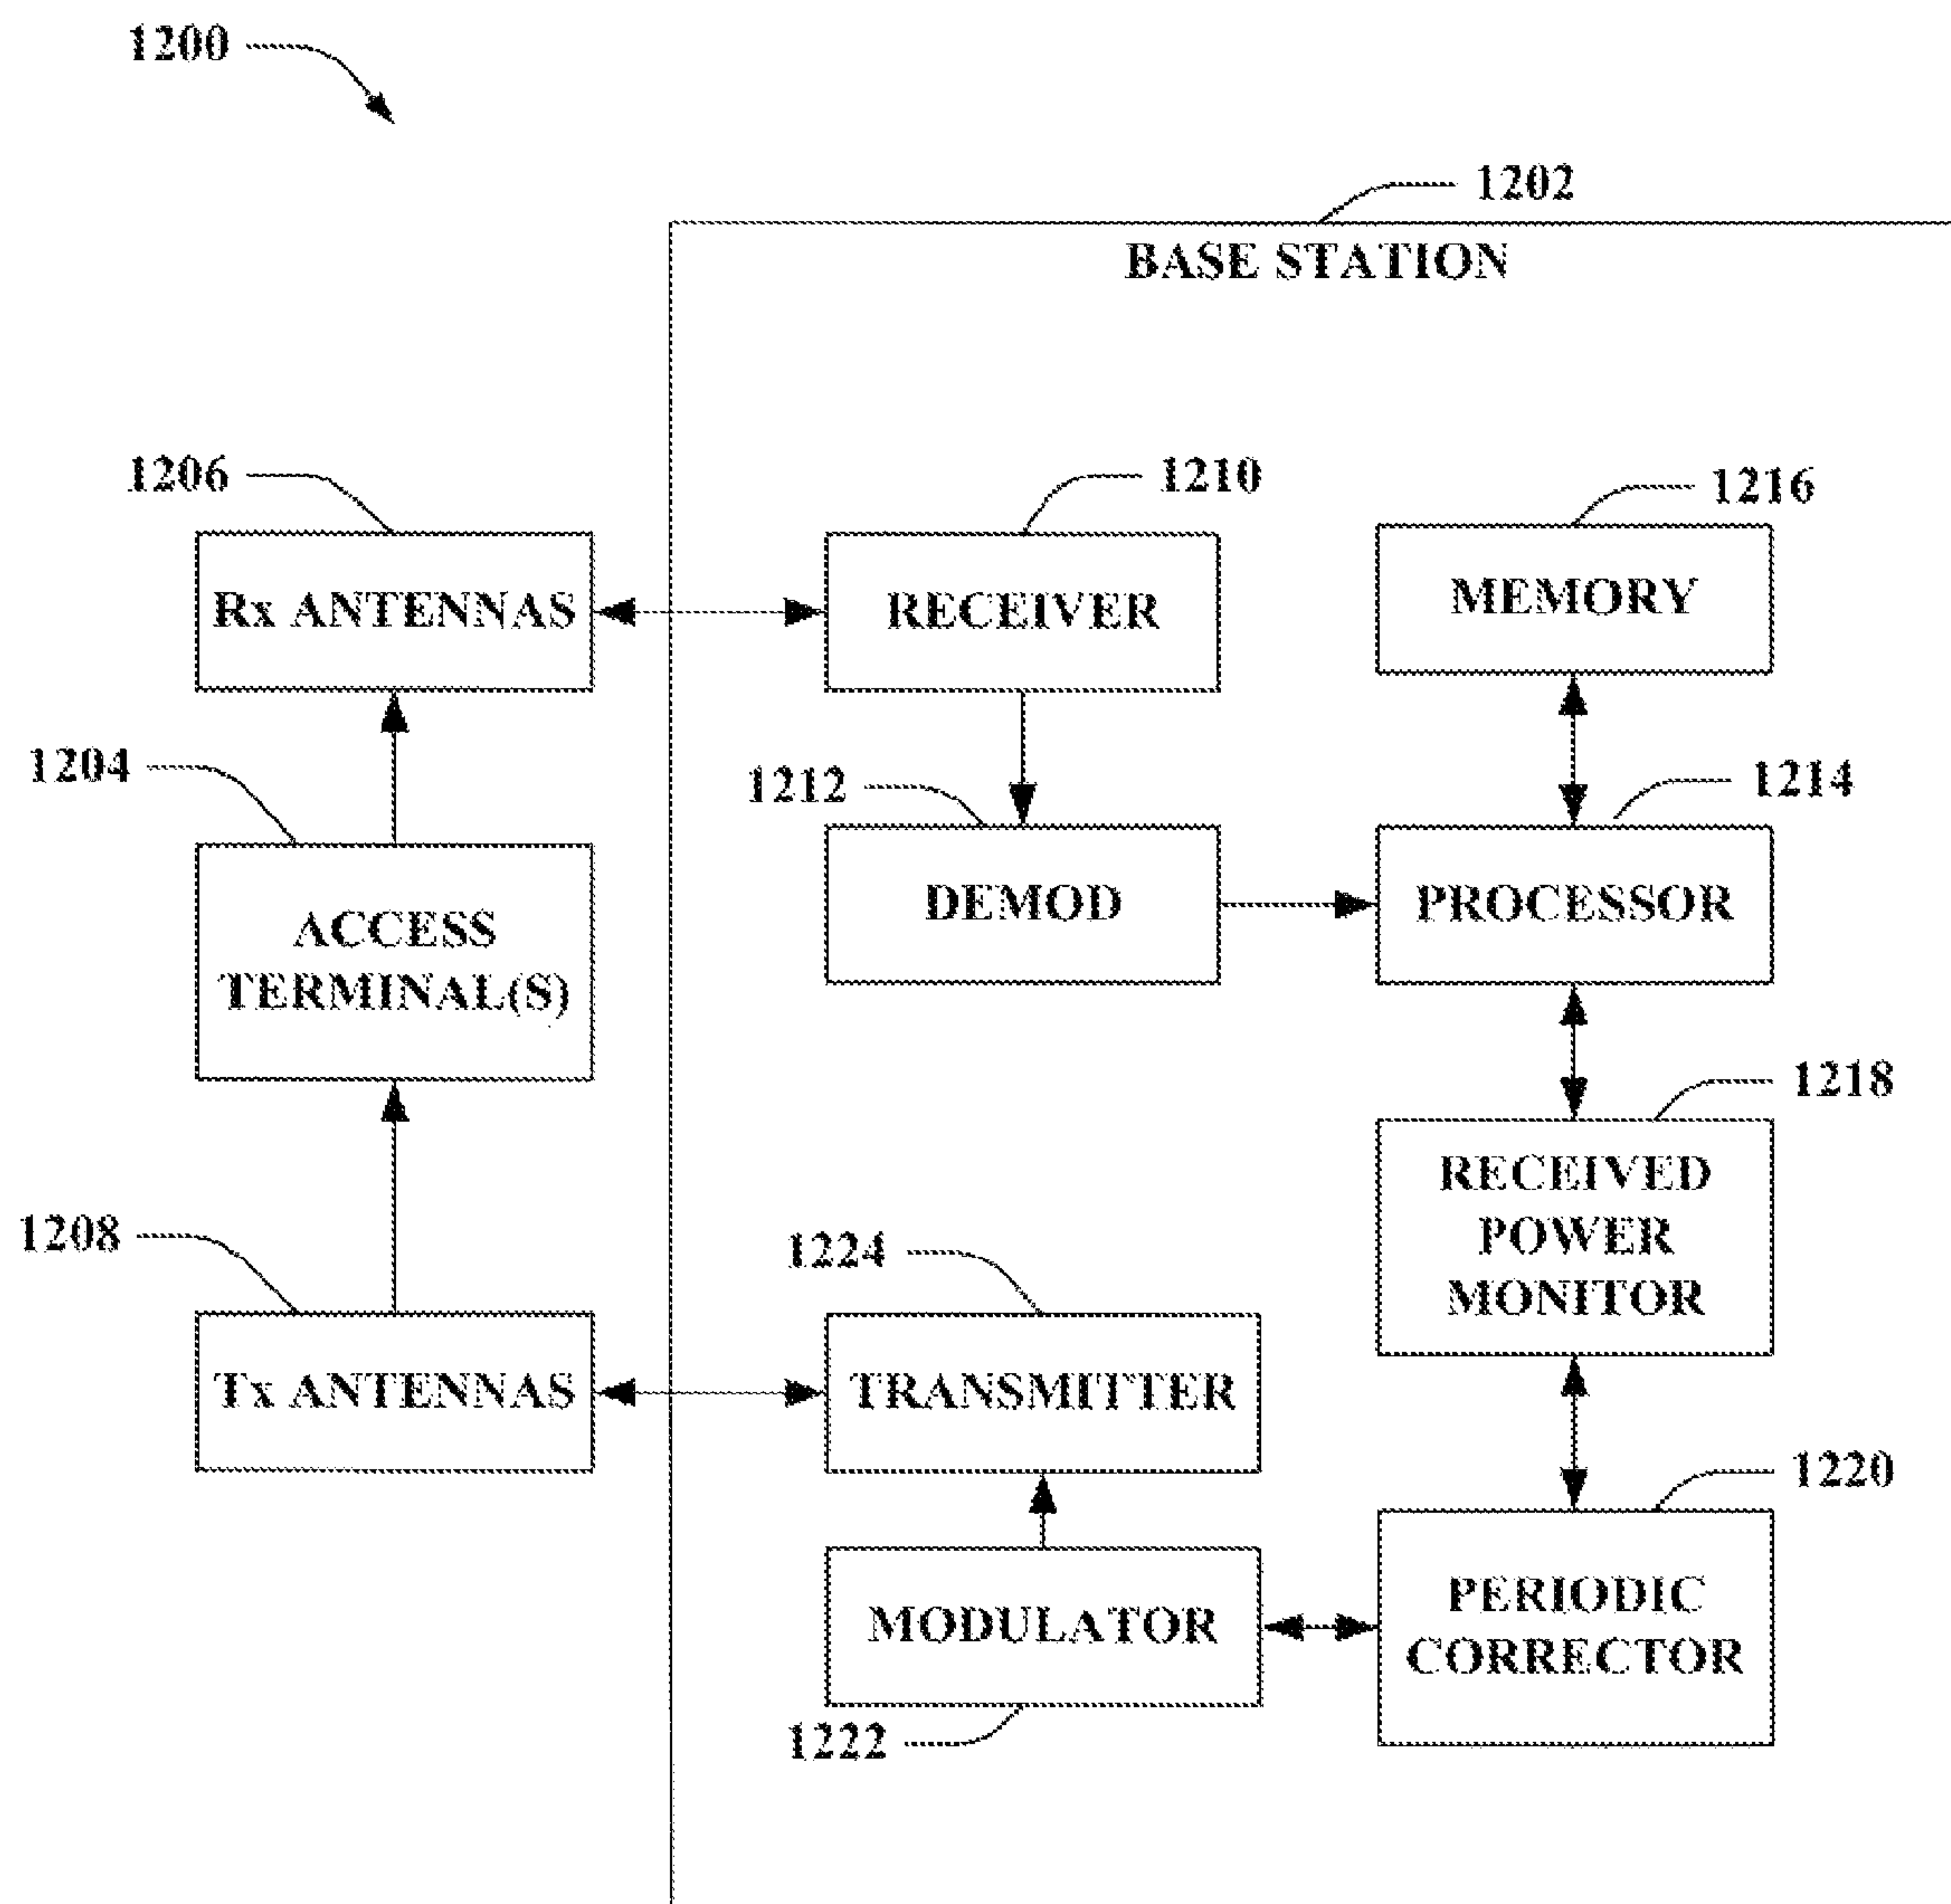 1200
1202
BASE STATION
1206
1210
1216
Rx ANTENNAS
RECEIVER
MEMORY
1204
1212
1214
ACCESS
TERMINAL(S)
DEMOD
PROCESSOR
1218
RECEIVED
POWER
MONITOR
1208
1224
Tx ANTENNAS
TRANSMITTER
1220
MODULATOR
PERIODIC
CORRECTOR
1222